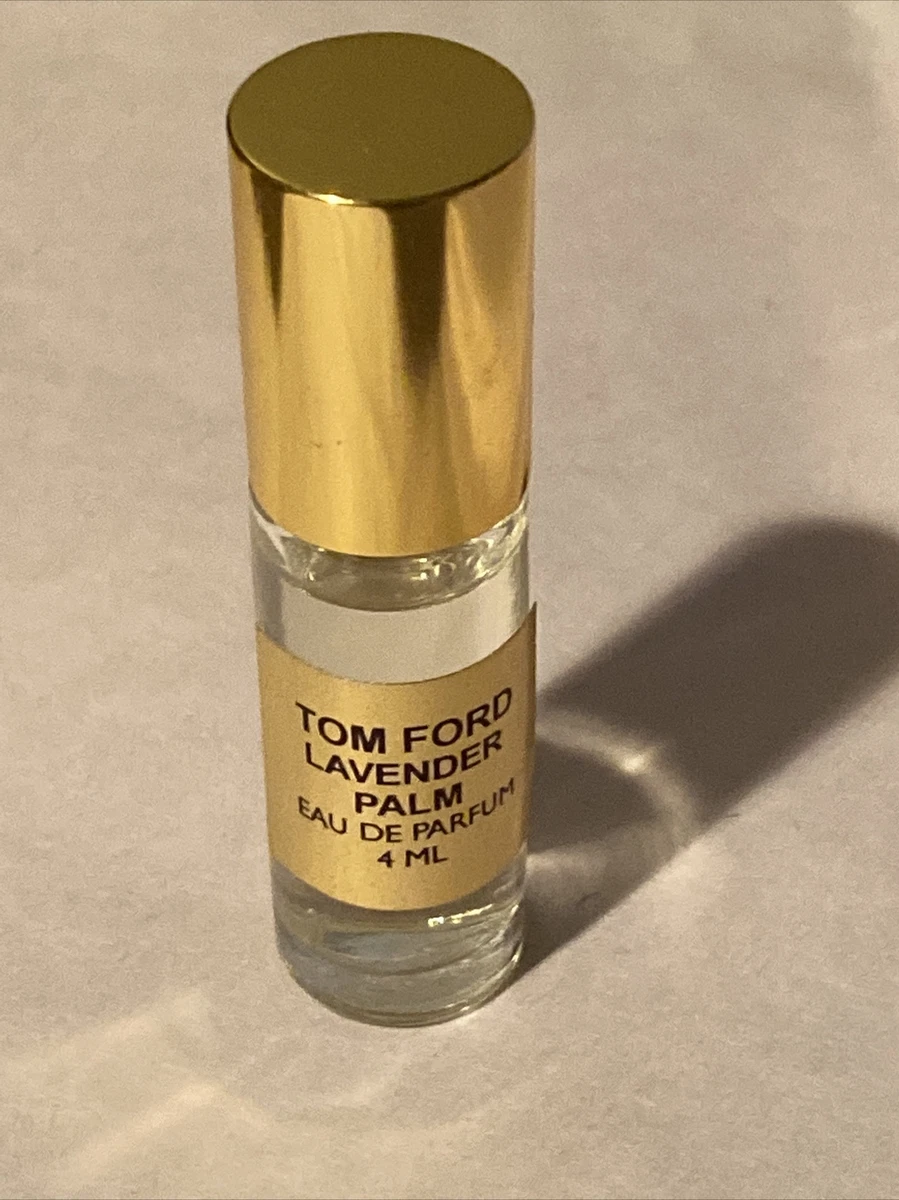 TOM FORD
LAVENDER
PALM
EAU DE PARFUM
4 ML